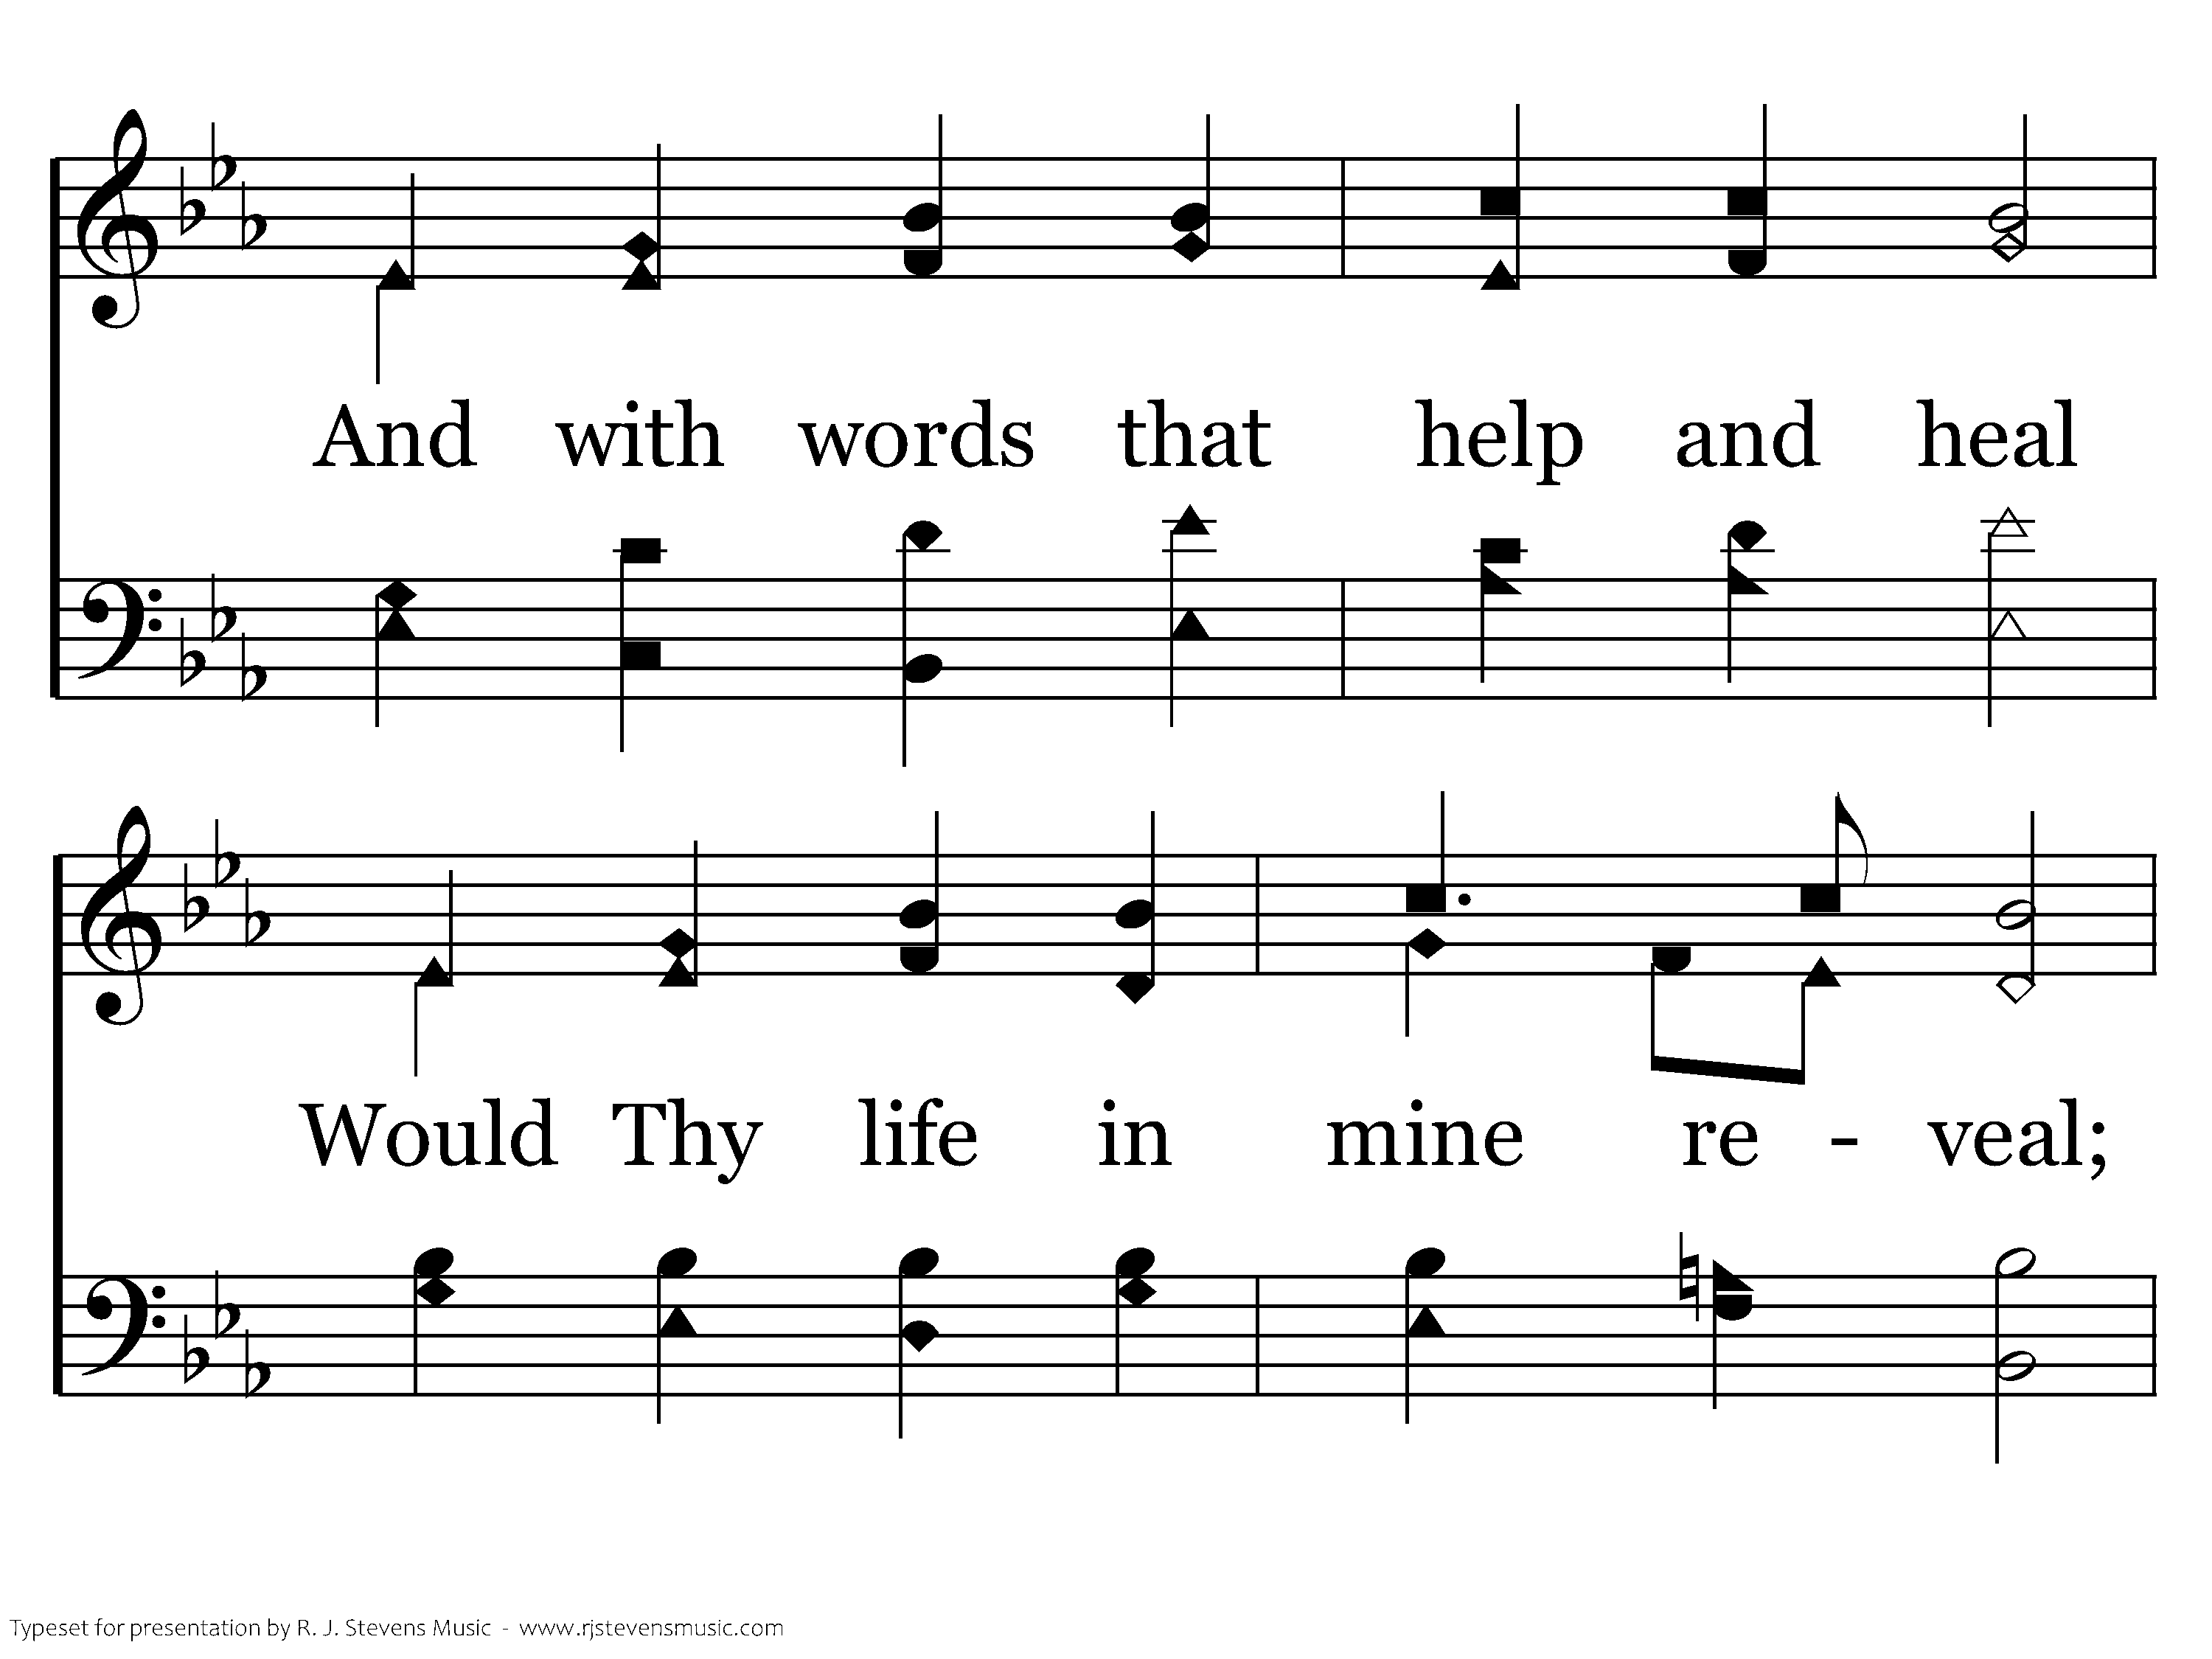 And with words that help and heal
Would Thy life in mine re - veal;
Typeset for presentation by R. J. Stevens Music - www.rjstevensmusic.com